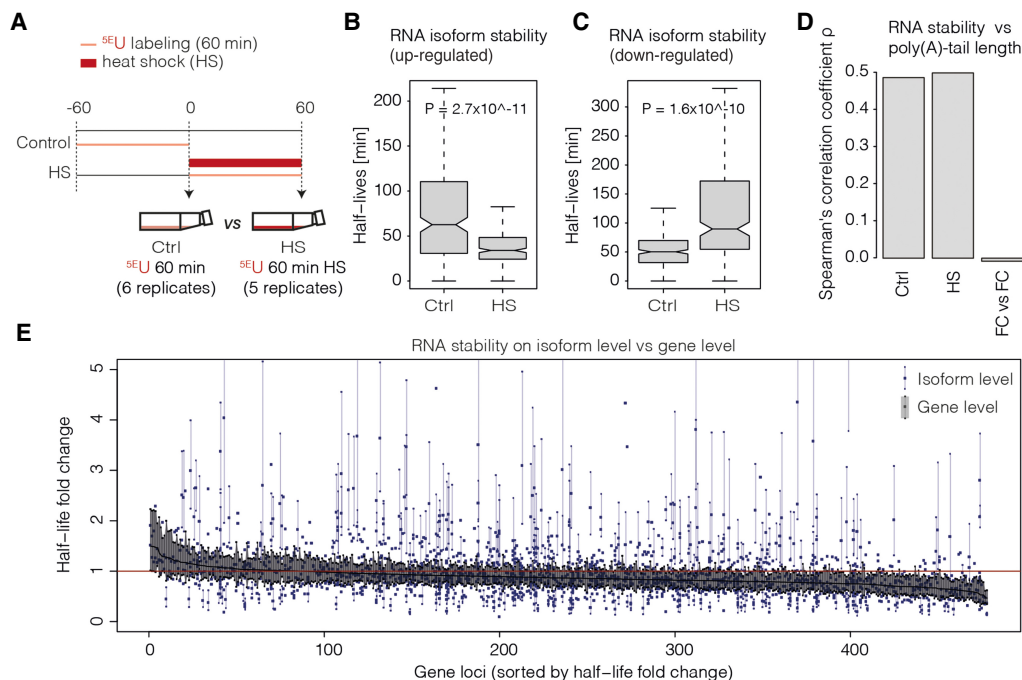 A
5EU labeling (60 min)
heat shock (HS)
-60
0
60
Control
HS
vs
Ctrl
HS
5EU 60 min
5EU 60 min HS
(6 replicates)
(5 replicates)
B
RNA isoform stability
(up-regulated)
Half-lives [min]
200
150
100
50
0
P = 2.7x10^-11
Ctrl
HS
C
RNA isoform stability
(down-regulated)
Half-lives [min]
300
250
200
150
100
50
0
P = 1.6x10^-10
Ctrl
HS
D
RNA stability vs
poly(A)-tail length
Spearman's correlation coefficient ρ
0.5
0.4
0.3
0.2
0.1
0.0
Ctrl
HS
FC vs FC
E
RNA stability on isoform level vs gene level
Half-life fold change
5
4
3
2
1
0
Isoform level
Gene level
0
100
200
300
400
Gene loci (sorted by half-life fold change)